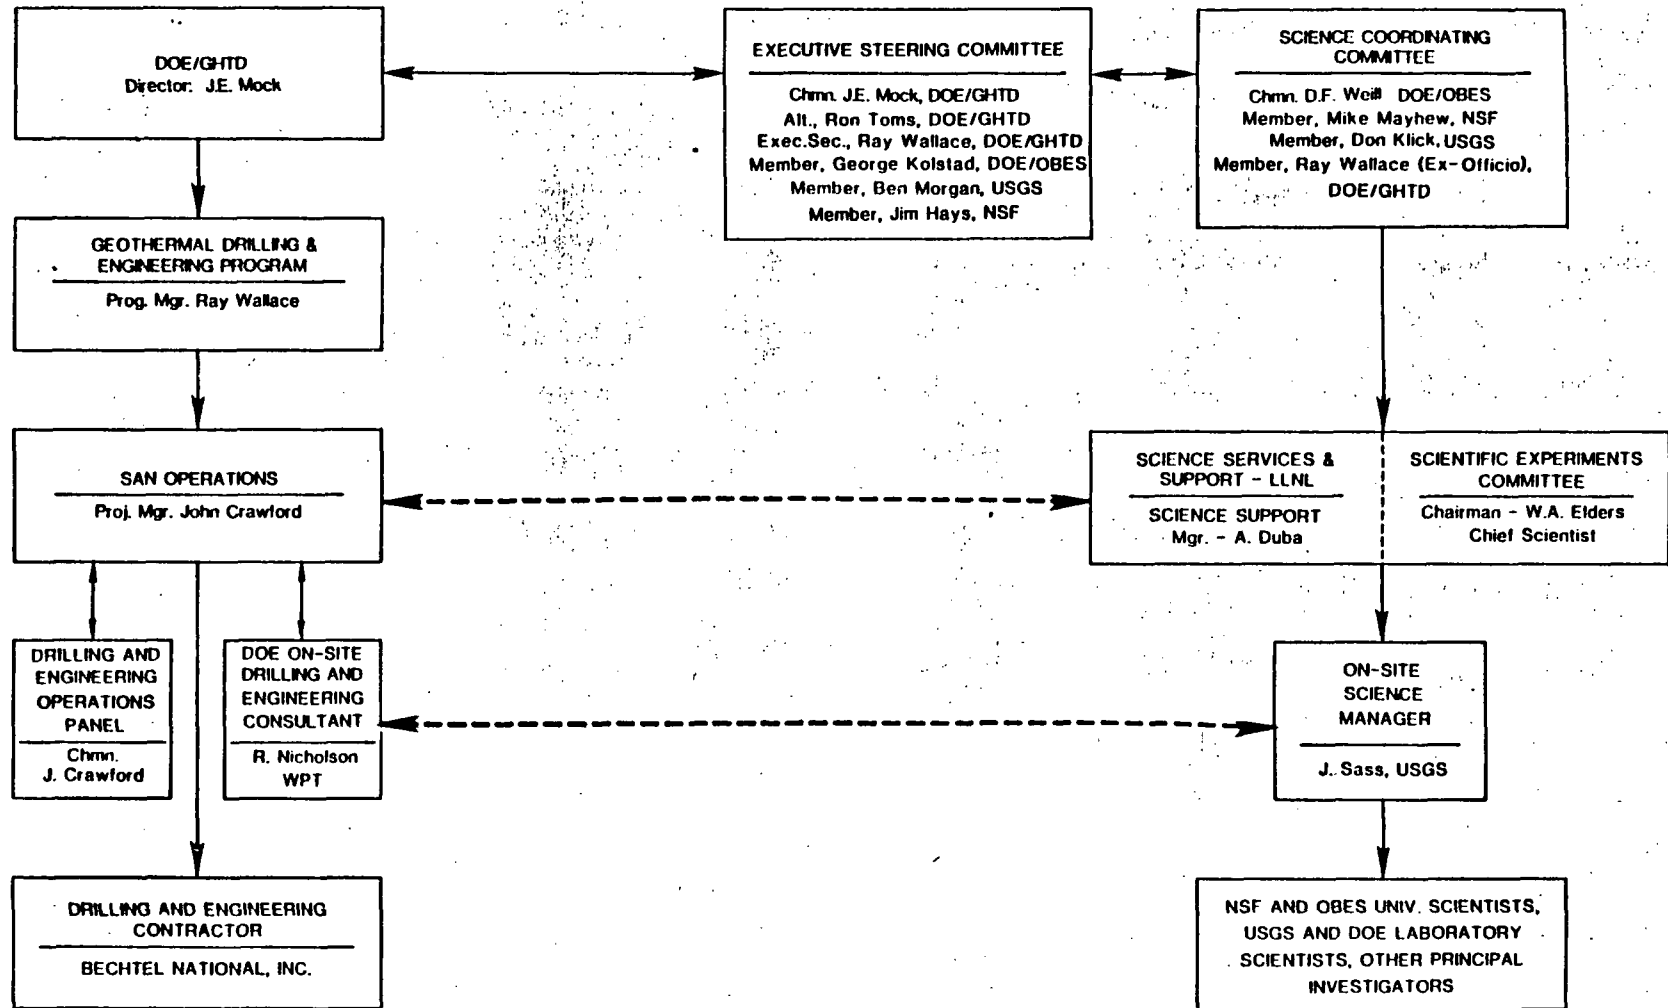 DOE/GHTD
Director: J.E. Mock
EXECUTIVE STEERING COMMITTEE
Chmn. J.E. Mock, DOE/GHTD
Alt., Ron Toms, DOE/GHTD
Exec.Sec., Ray Wallace, DOE/GHTD
Member, George Kolstad, DOE/OBES
Member, Ben Morgan, USGS
Member, Jim Hays, NSF
SCIENCE COORDINATING
COMMITTEE
Chmn. D.F. Weill DOE/OBES
Member, Mike Mayhew, NSF
Member, Don Klick, USGS
Member, Ray Wallace (Ex-Officio),
DOE/GHTD
GEOTHERMAL DRILLING &
ENGINEERING PROGRAM
Prog. Mgr. Ray Wallace
SAN OPERATIONS
Proj. Mgr. John Crawford
SCIENCE SERVICES &
SUPPORT - LLNL
SCIENCE SUPPORT
Mgr. - A. Duba
SCIENTIFIC EXPERIMENTS
COMMITTEE
Chairman - W.A. Elders
Chief Scientist
DRILLING AND
ENGINEERING
OPERATIONS
PANEL
Chmn.
J. Crawford
DOE ON-SITE
DRILLING AND
ENGINEERING
CONSULTANT
R. Nicholson
WPT
ON-SITE
SCIENCE
MANAGER
J. Sass, USGS
DRILLING AND ENGINEERING
CONTRACTOR
BECHTEL NATIONAL, INC.
NSF AND OBES UNIV. SCIENTISTS,
USGS AND DOE LABORATORY
SCIENTISTS, OTHER PRINCIPAL
INVESTIGATORS